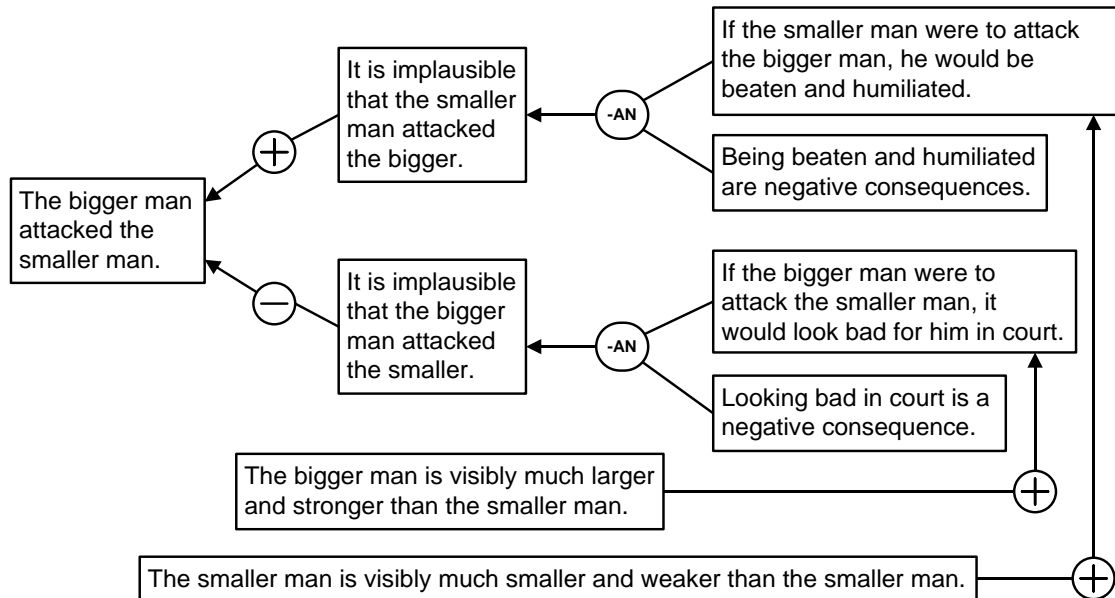 If the smaller man were to attack
the bigger man, he would be
beaten and humiliated.
It is implausible
that the smaller
man attacked
the bigger.
-AN
Being beaten and humiliated
are negative consequences.
+
The bigger man
attacked the
smaller man.
−
It is implausible
that the bigger
man attacked
the smaller.
-AN
If the bigger man were to
attack the smaller man, it
would look bad for him in court.
Looking bad in court is a
negative consequence.
The bigger man is visibly much larger
and stronger than the smaller man.
+
The smaller man is visibly much smaller and weaker than the smaller man.
+